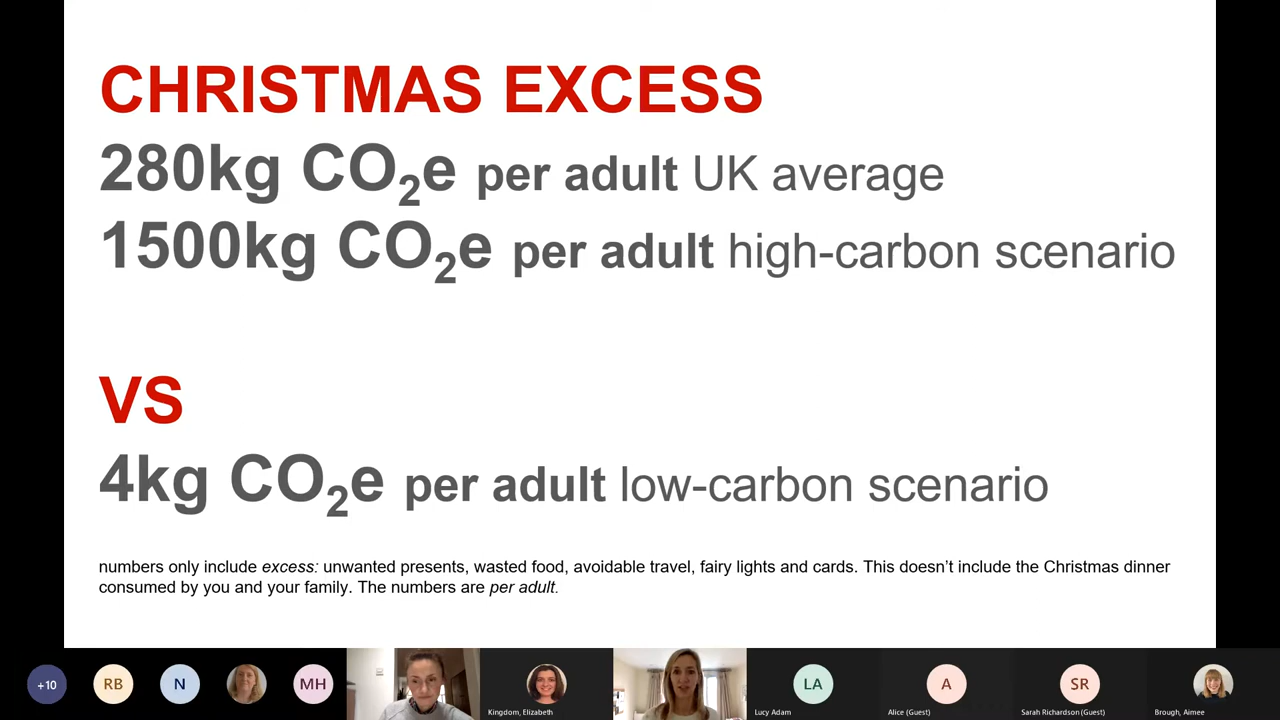 CHRISTMAS EXCESS
280kg CO₂e per adult UK average
1500kg CO₂e per adult high-carbon scenario
VS
4kg CO₂e per adult low-carbon scenario
numbers only include excess: unwanted presents, wasted food, avoidable travel, fairy lights and cards. This doesn’t include the Christmas dinner
consumed by you and your family. The numbers are per adult.
+10
RB
N
MH
LA
A
SR
Kingdom, Elizabeth
Lucy Adam
Alice (Guest)
Sarah Richardson (Guest)
Brough, Aimee